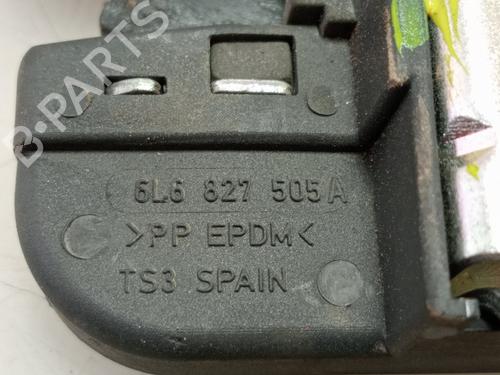 B-PARTS
6L6 827 505 A
>PP EPDM<
TS3 SPAIN